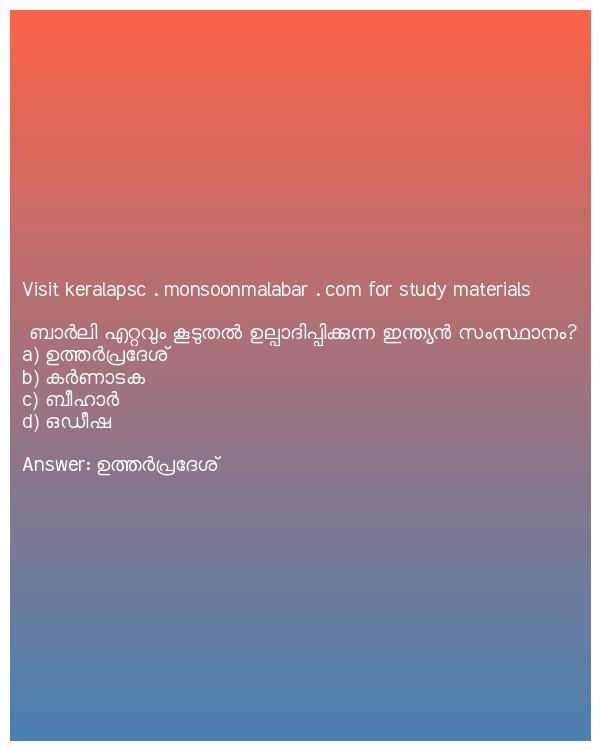 Visit keralapsc . monsoonmalabar . com for study materials
ബാർലി ഏറ്റവും കൂടുതൽ ഉല്പാദിപ്പിക്കുന്ന ഇന്ത്യൻ സംസ്ഥാനം?
a) ഉത്തർപ്രദേശ്
b) കർണാടക
c) ബീഹാർ
d) ഒഡീഷ
Answer: ഉത്തർപ്രദേശ്